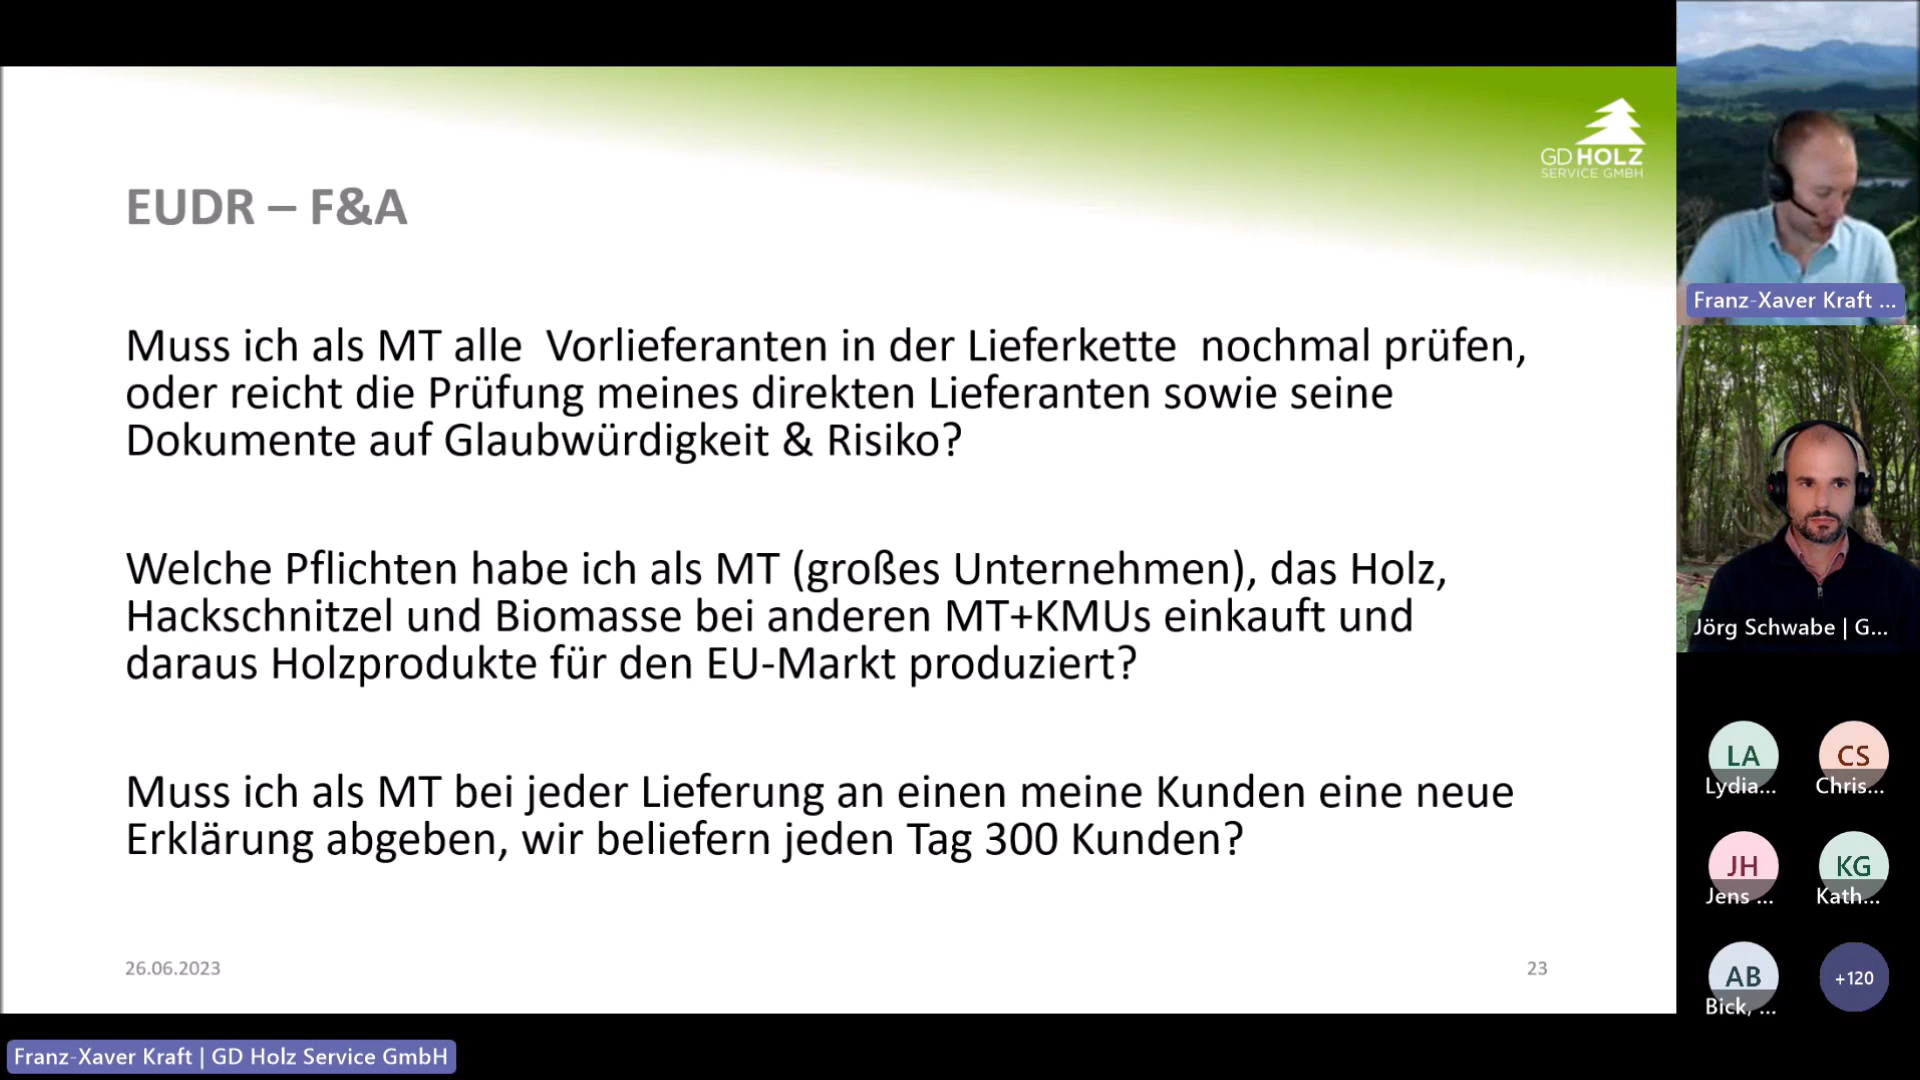 GD HOLZ
SERVICE GMBH
EUDR – F&A
Muss ich als MT alle  Vorlieferanten in der Lieferkette  nochmal prüfen,
oder reicht die Prüfung meines direkten Lieferanten sowie seine
Dokumente auf Glaubwürdigkeit & Risiko?
Welche Pflichten habe ich als MT (großes Unternehmen), das Holz,
Hackschnitzel und Biomasse bei anderen MT+KMUs einkauft und
daraus Holzprodukte für den EU-Markt produziert?
Muss ich als MT bei jeder Lieferung an einen meine Kunden eine neue
Erklärung abgeben, wir beliefern jeden Tag 300 Kunden?
26.06.2023
23
Franz-Xaver Kraft | GD Holz Service GmbH
Franz-Xaver Kraft ...
Jörg Schwabe | G...
LA
Lydia...
CS
Chris...
JH
Jens ...
KG
Kath...
AB
Bick, ...
+120